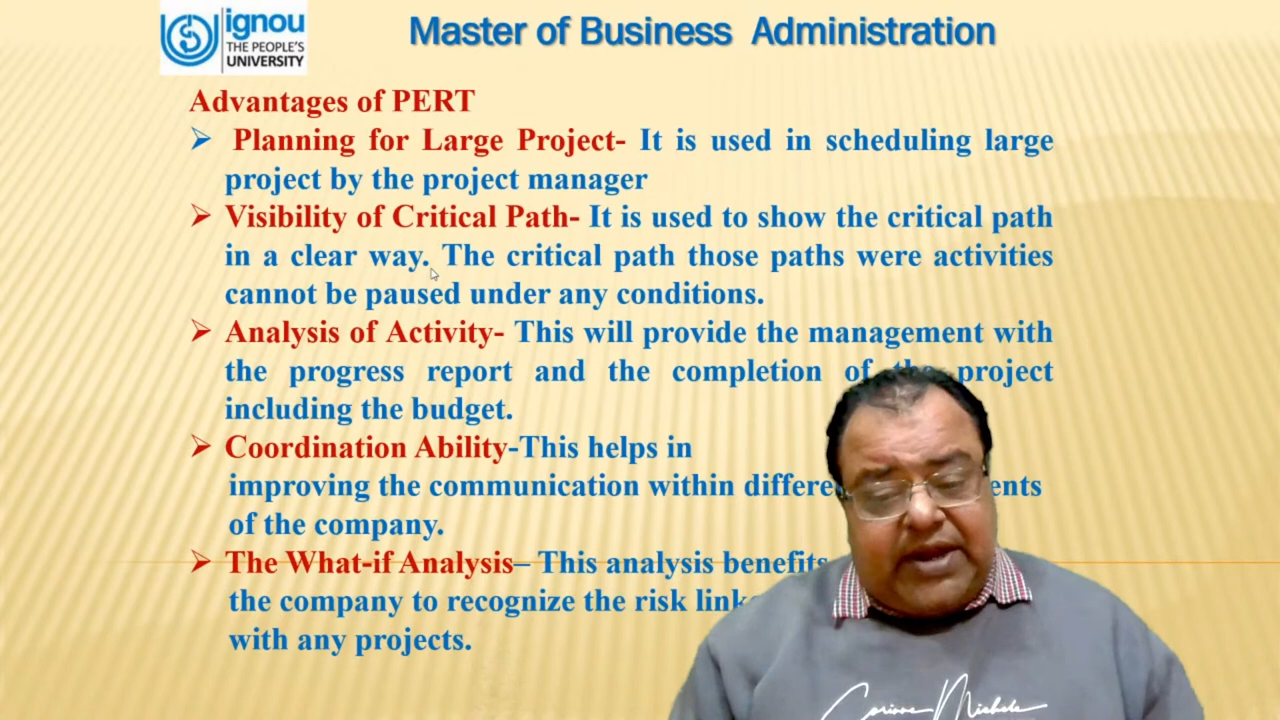 ignou
THE PEOPLE'S
UNIVERSITY
Master of Business Administration
Advantages of PERT
➢ Planning for Large Project- It is used in scheduling large
project by the project manager
➢ Visibility of Critical Path- It is used to show the critical path
in a clear way. The critical path those paths were activities
cannot be paused under any conditions.
➢ Analysis of Activity- This will provide the management with
the progress report and the completion of the project
including the budget.
➢ Coordination Ability-This helps in
improving the communication within
of the company.
➢ The What-if Analysis– This analysis benefits
the company to recognize the risk
with any projects.